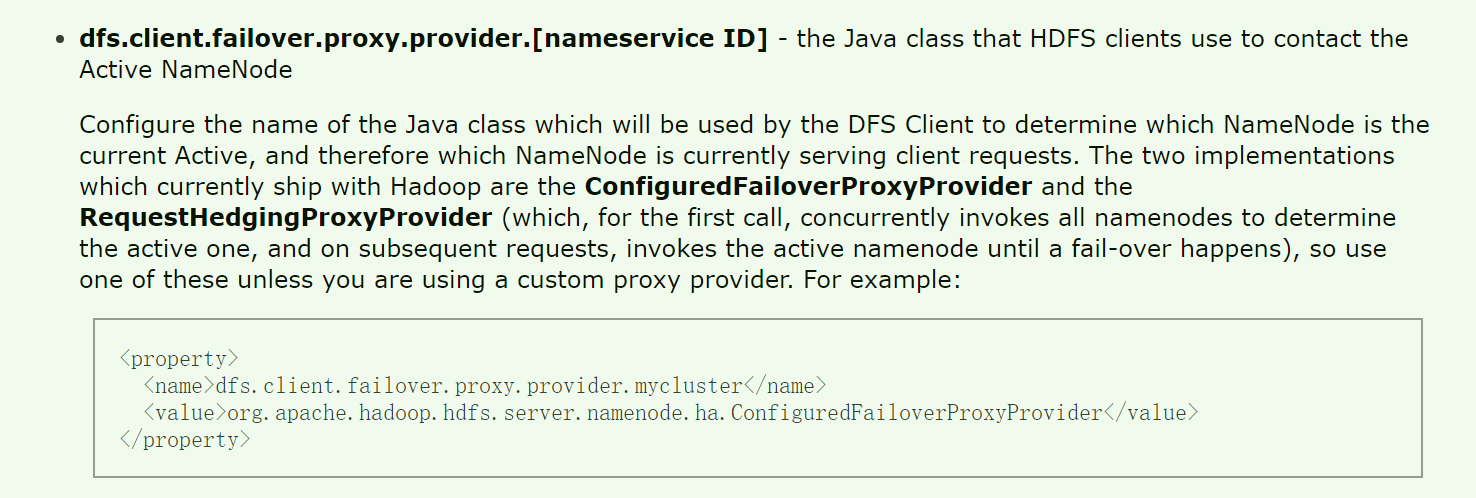 • dfs.client.failover.proxy.provider.[nameservice ID] - the Java class that HDFS clients use to contact the
Active NameNode
Configure the name of the Java class which will be used by the DFS Client to determine which NameNode is the
current Active, and therefore which NameNode is currently serving client requests. The two implementations
which currently ship with Hadoop are the ConfiguredFailoverProxyProvider and the
RequestHedgingProxyProvider (which, for the first call, concurrently invokes all namenodes to determine
the active one, and on subsequent requests, invokes the active namenode until a fail-over happens), so use
one of these unless you are using a custom proxy provider. For example:
<property>
  <name>dfs.client.failover.proxy.provider.mycluster</name>
  <value>org.apache.hadoop.hdfs.server.namenode.ha.ConfiguredFailoverProxyProvider</value>
</property>